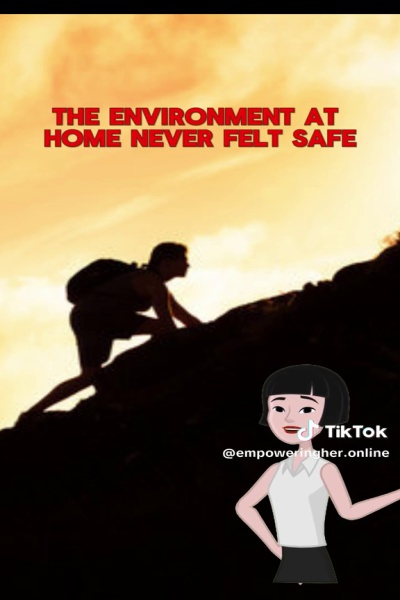 THE ENVIRONMENT AT
HOME NEVER FELT SAFE
TikTok
@empoweringher.online